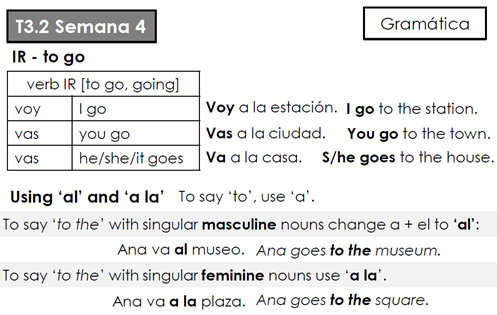 T3.2 Semana 4
Gramática
IR - to go
verb IR [to go, going]
voy I go
vas you go
vas he/she/it goes
Voy a la estación. I go to the station.
Vas a la ciudad. You go to the town.
Va a la casa. S/he goes to the house.
Using ‘al’ and ‘a la’ To say ‘to’, use ‘a’.
To say ‘to the’ with singular masculine nouns change a + el to ‘al’:
Ana va al museo. Ana goes to the museum.
To say ‘to the’ with singular feminine nouns use ‘a la’.
Ana va a la plaza. Ana goes to the square.